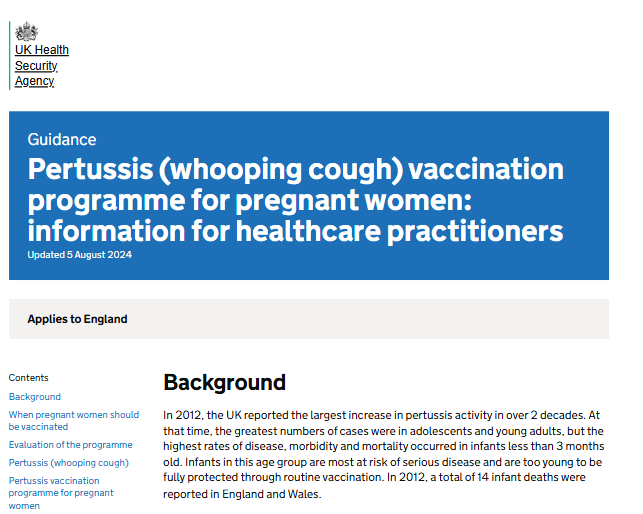 UK Health
Security
Agency
Guidance
Pertussis (whooping cough) vaccination
programme for pregnant women:
information for healthcare practitioners
Updated 5 August 2024
Applies to England
Contents
Background
When pregnant women should
be vaccinated
Evaluation of the programme
Pertussis (whooping cough)
Pertussis vaccination
programme for pregnant
women
Background
In 2012, the UK reported the largest increase in pertussis activity in over 2 decades. At
that time, the greatest numbers of cases were in adolescents and young adults, but the
highest rates of disease, morbidity and mortality occurred in infants less than 3 months
old. Infants in this age group are most at risk of serious disease and are too young to be
fully protected through routine vaccination. In 2012, a total of 14 infant deaths were
reported in England and Wales.